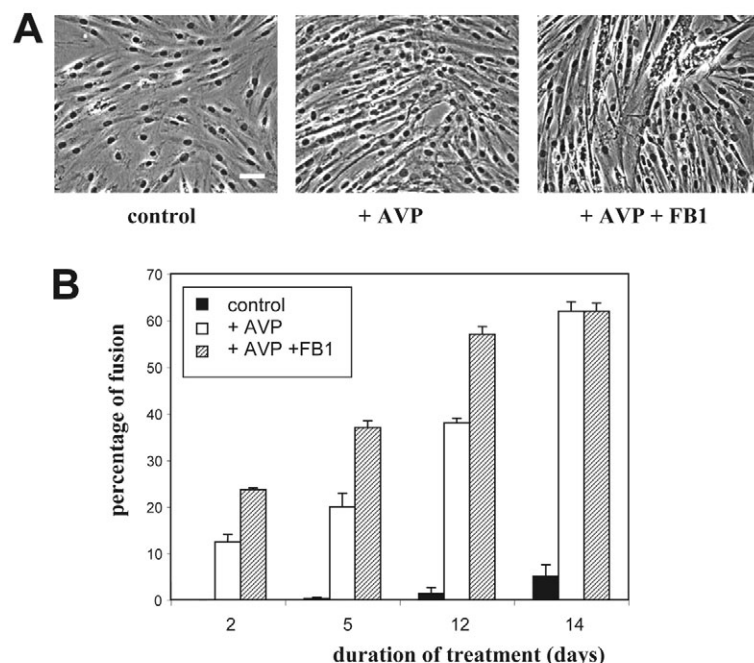 A
control
+ AVP
+ AVP + FB1
B
percentage of fusion
70
60
50
40
30
20
10
0
control
+ AVP
+ AVP +FB1
2
5
12
14
duration of treatment (days)